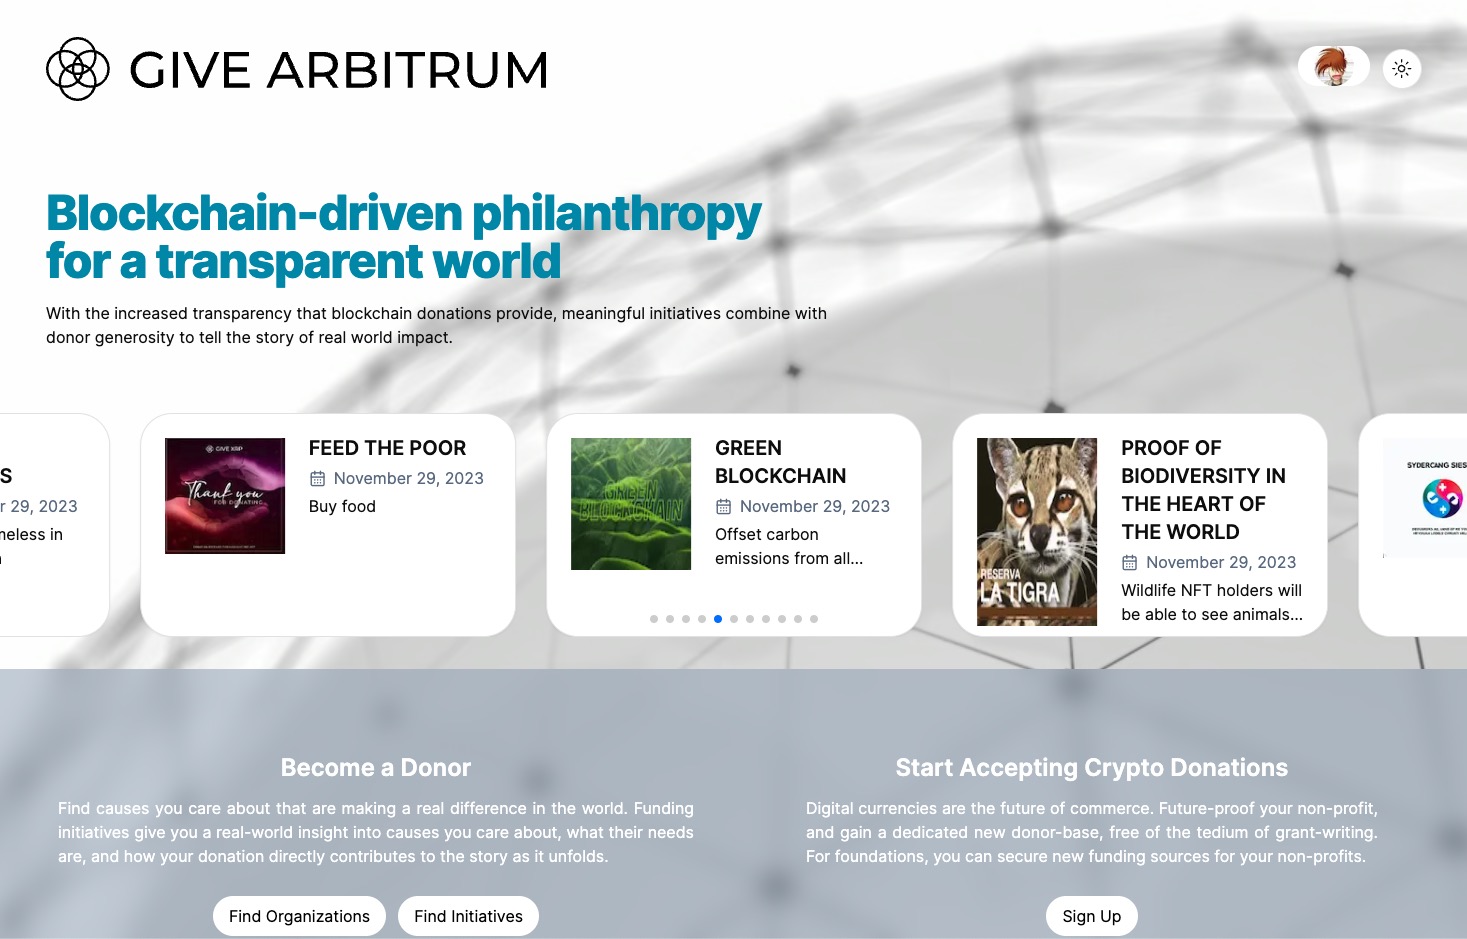 GIVE ARBITRUM
Blockchain-driven philanthropy
for a transparent world
With the increased transparency that blockchain donations provide, meaningful initiatives combine with
donor generosity to tell the story of real world impact.
S
r 29, 2023
neless in
GIVE XRP
Thank you
FOR DONATING
FEED THE POOR
November 29, 2023
Buy food
GREEN
BLOCKCHAIN
GREEN
BLOCKCHAIN
November 29, 2023
Offset carbon
emissions from all...
RESERVA
LA TIGRA
PROOF OF
BIODIVERSITY IN
THE HEART OF
THE WORLD
November 29, 2023
Wildlife NFT holders will
be able to see animals...
SYDERCANG SIES
Become a Donor
Find causes you care about that are making a real difference in the world. Funding
initiatives give you a real-world insight into causes you care about, what their needs
are, and how your donation directly contributes to the story as it unfolds.
Find Organizations
Find Initiatives
Start Accepting Crypto Donations
Digital currencies are the future of commerce. Future-proof your non-profit,
and gain a dedicated new donor-base, free of the tedium of grant-writing.
For foundations, you can secure new funding sources for your non-profits.
Sign Up